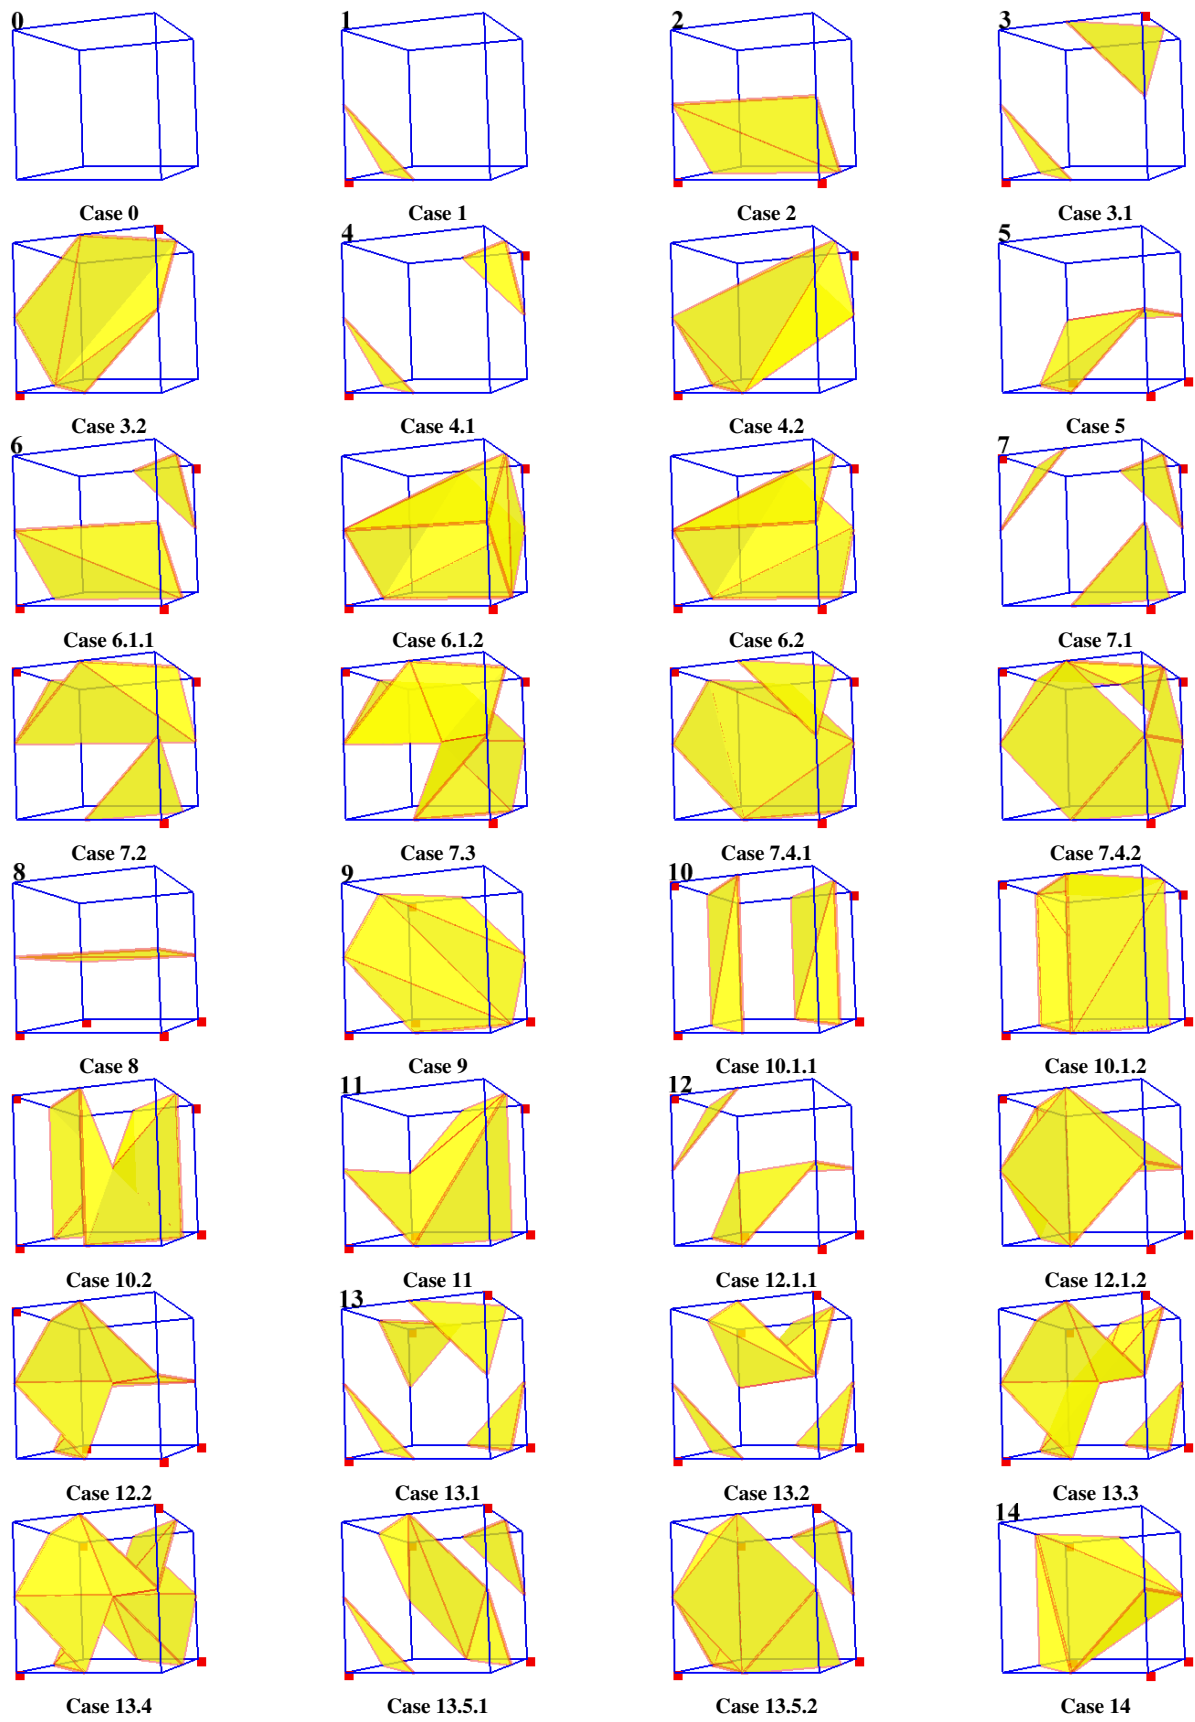 0 1 2 3
Case 0 Case 1 Case 2 Case 3.1
4 5
Case 3.2 Case 4.1 Case 4.2 Case 5
6 7
Case 6.1.1 Case 6.1.2 Case 6.2 Case 7.1
Case 7.2 Case 7.3 Case 7.4.1 Case 7.4.2
8 9 10
Case 8 Case 9 Case 10.1.1 Case 10.1.2
11 12
Case 10.2 Case 11 Case 12.1.1 Case 12.1.2
13
Case 12.2 Case 13.1 Case 13.2 Case 13.3
14
Case 13.4 Case 13.5.1 Case 13.5.2 Case 14